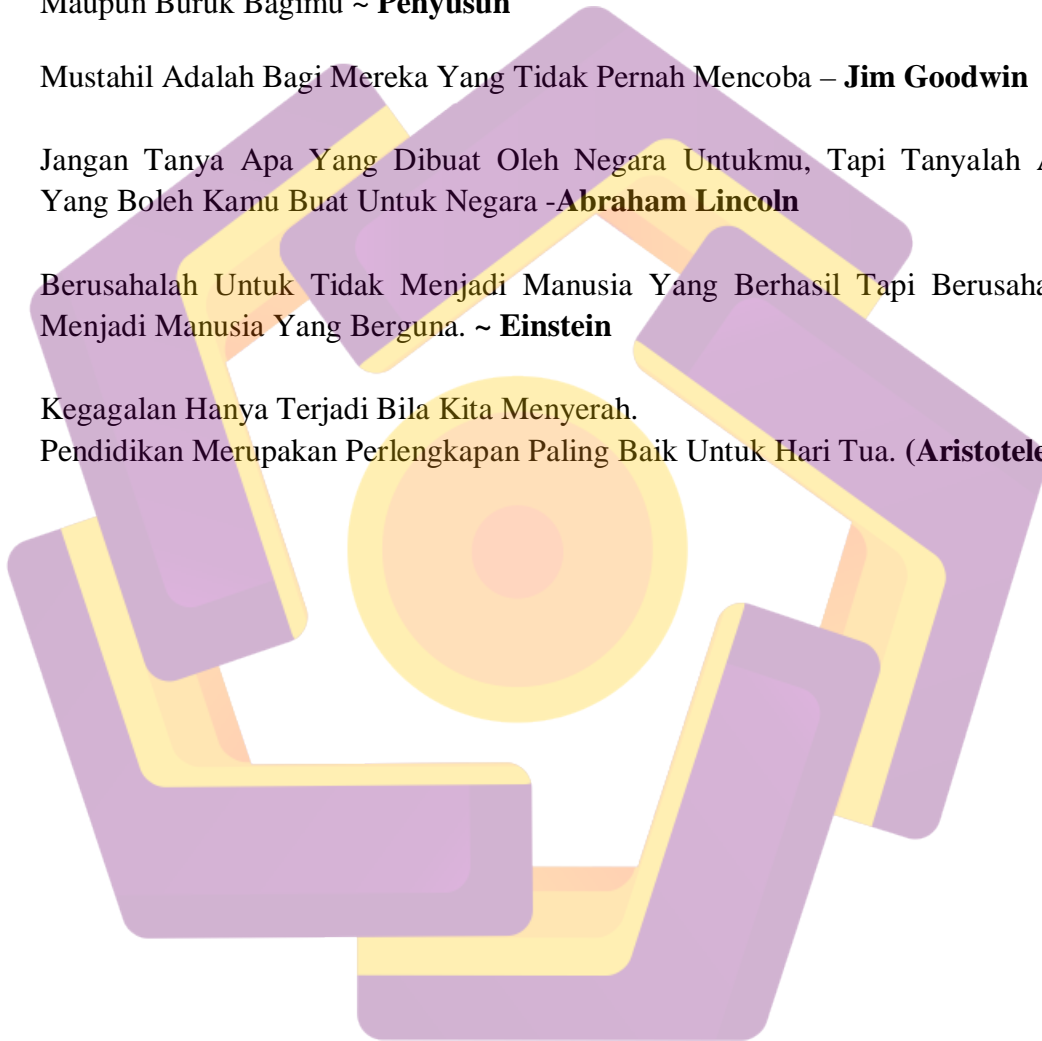 Maupun Buruk Bagimu ~ Penyusun
Mustahil Adalah Bagi Mereka Yang Tidak Pernah Mencoba – Jim Goodwin
Jangan Tanya Apa Yang Dibuat Oleh Negara Untukmu, Tapi Tanyalah
Yang Boleh Kamu Buat Untuk Negara -Abraham Lincoln
Berusahalah Untuk Tidak Menjadi Manusia Yang Berhasil Tapi
Menjadi Manusia Yang Berguna. ~ Einstein
Kegagalan Hanya Terjadi Bila Kita Menyerah.
Pendidikan Merupakan Perlengkapan Paling Baik Untuk Hari Tua.